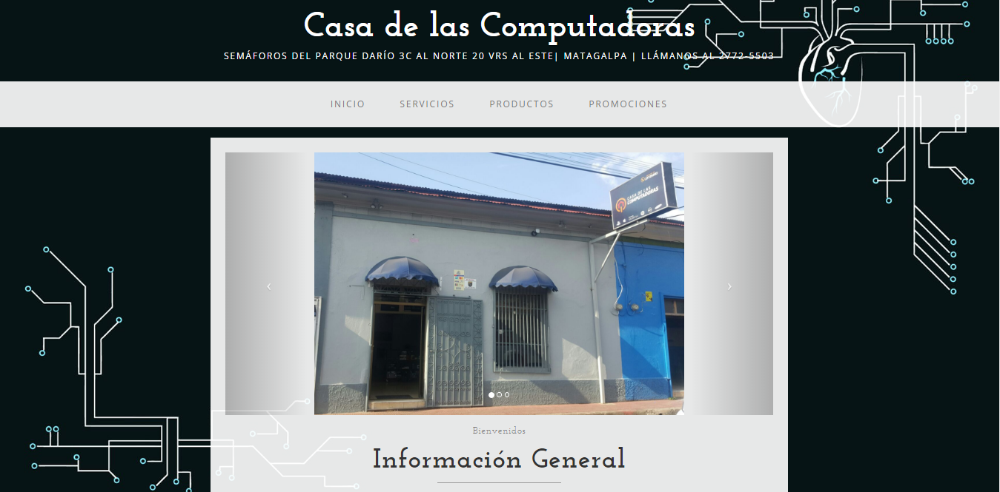 Casa de las Computadoras
SEMÁFOROS DEL PARQUE DARÍO 3C AL NORTE 20 VRS AL ESTE| MATAGALPA | LLÁMANOS AL 2772-5503
INICIO SERVICIOS PRODUCTOS PROMOCIONES
CASA DE LAS
COMPUTADORAS
Bienvenidos
Información General